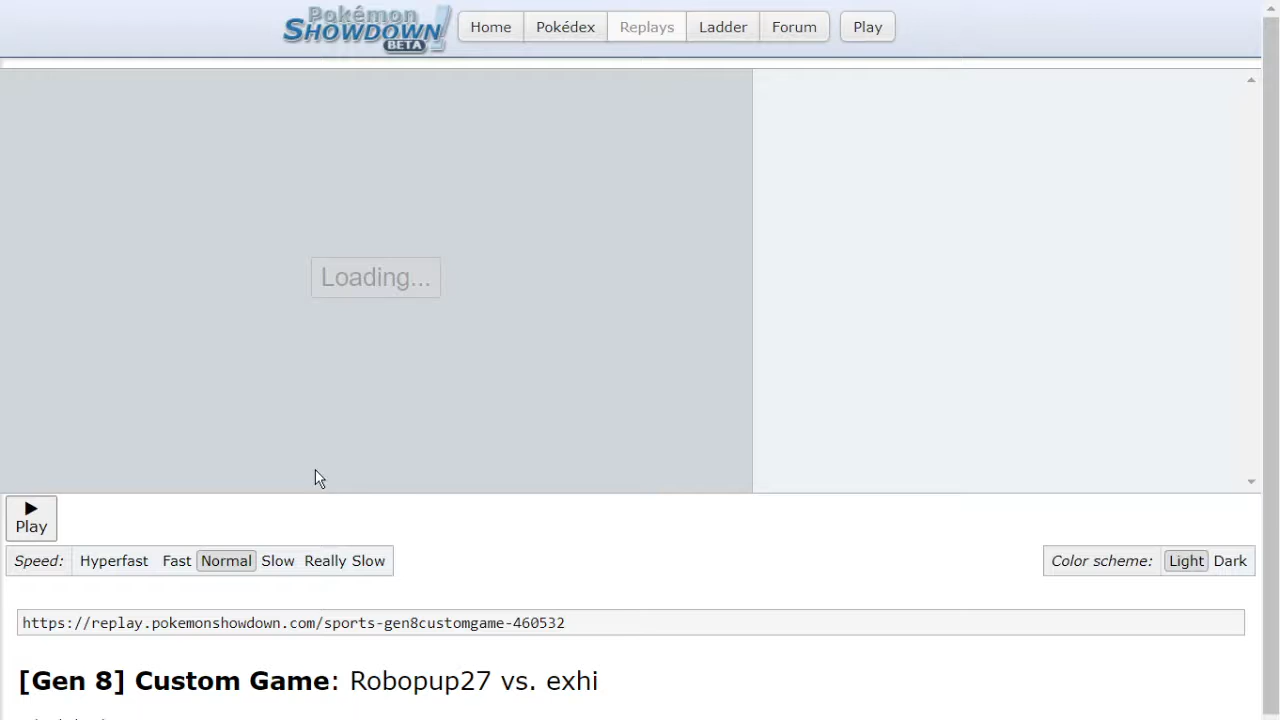 Pokémon
SHOWDOWN!
BETA
Home
Pokédex
Replays
Ladder
Forum
Play
Loading...
▶
Play
Speed: Hyperfast Fast Normal Slow Really Slow
Color scheme: Light Dark
https://replay.pokemonshowdown.com/sports-gen8customgame-460532
[Gen 8] Custom Game: Robopup27 vs. exhi